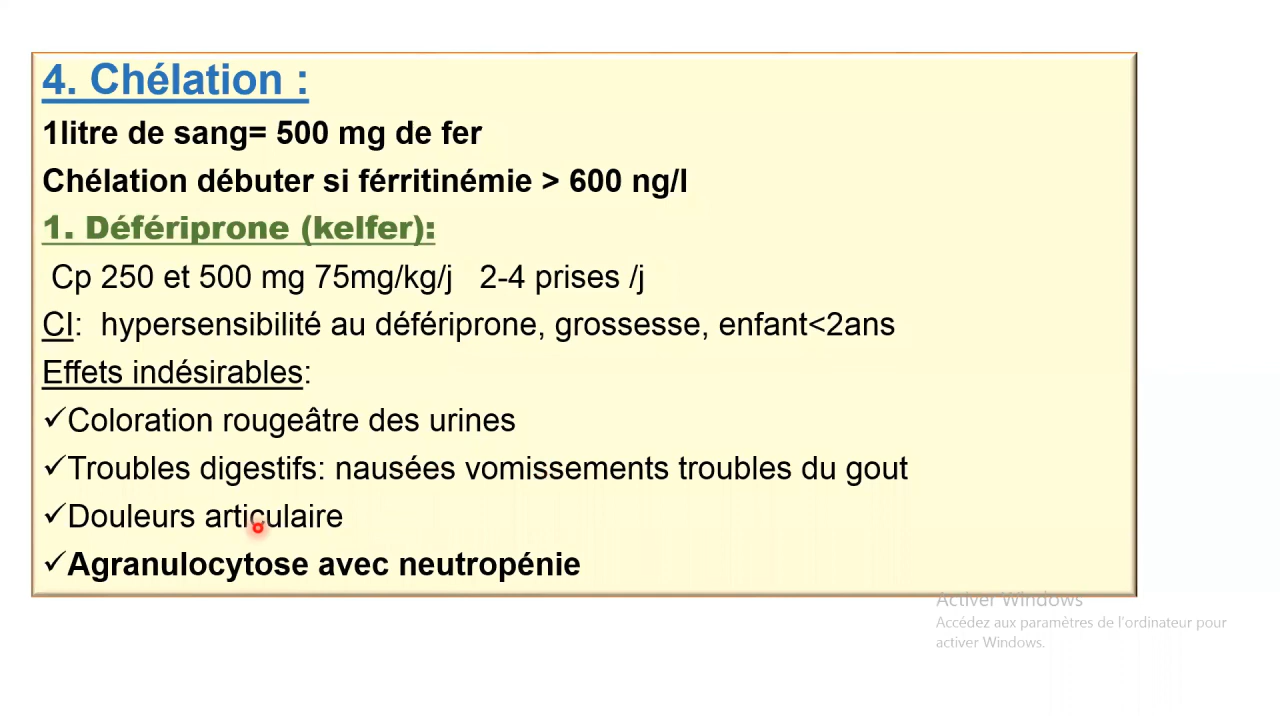 4. Chélation :
1litre de sang= 500 mg de fer
Chélation débuter si férritinémie > 600 ng/l
1. Défériprone (kelfer):
Cp 250 et 500 mg 75mg/kg/j 2-4 prises /j
CI: hypersensibilité au défériprone, grossesse, enfant<2ans
Effets indésirables:
✓Coloration rougeâtre des urines
✓Troubles digestifs: nausées vomissements troubles du gout
✓Douleurs articulaire
✓Agranulocytose avec neutropénie
Activer Windows
Accédez aux paramètres de l'ordinateur pour
activer Windows.